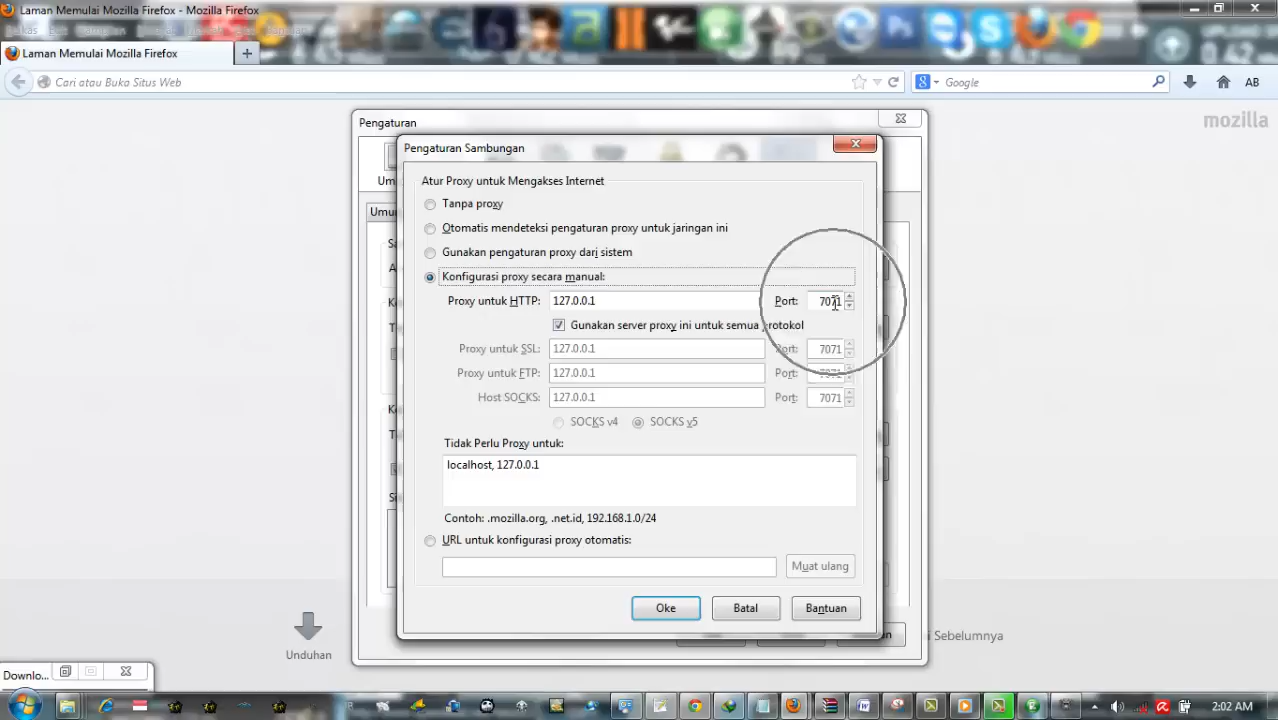 Laman Memulai Mozilla Firefox
Laman Memulai Mozilla Firefox
Cari atau Buka Situs Web
Google
AB
mozilla
Pengaturan
Pengaturan Sambungan
Umu
Atur Proxy untuk Mengakses Internet
Tanpa proxy
Otomatis mendeteksi pengaturan proxy untuk jaringan ini
Gunakan pengaturan proxy dari sistem
Konfigurasi proxy secara manual:
Proxy untuk HTTP: 127.0.0.1 Port: 7071
Gunakan server proxy ini untuk semua protokol
Proxy untuk SSL: 127.0.0.1 Port: 7071
Proxy untuk FTP: 127.0.0.1 Port: 7071
Host SOCKS: 127.0.0.1 Port: 7071
SOCKS v4 SOCKS v5
Tidak Perlu Proxy untuk:
localhost, 127.0.0.1
Contoh: .mozilla.org, .net.id, 192.168.1.0/24
URL untuk konfigurasi proxy otomatis:
Muat ulang
Oke Batal Bantuan
Unduhan
i Sebelumnya
Downlo...
2:02 AM